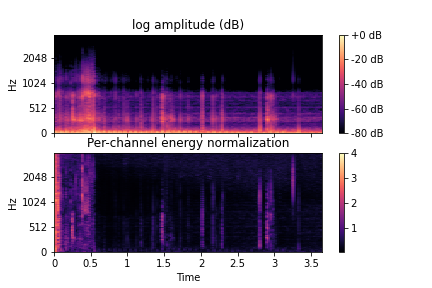 log amplitude (dB)
Hz
2048
1024
512
0
+0 dB
-20 dB
-40 dB
-60 dB
-80 dB
Per-channel energy normalization
Hz
2048
1024
512
0
4
3
2
1
0 0.5 1 1.5 2 2.5 3 3.5
Time